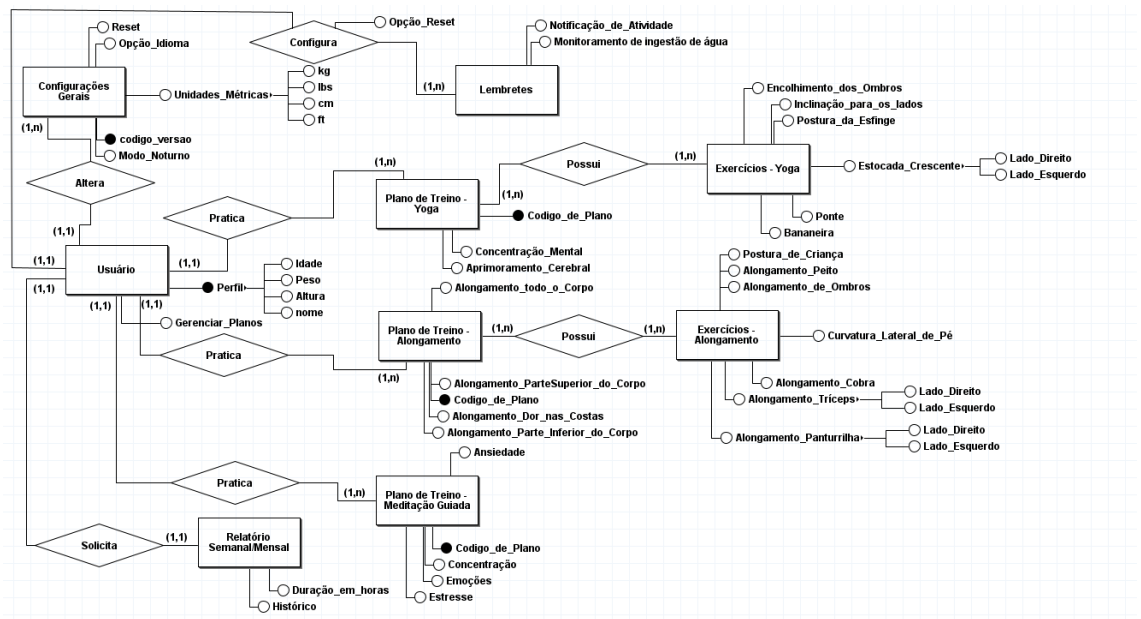 Reset
Opção_Idioma
Configurações
Gerais
Unidades_Métricas
kg
lbs
cm
ft
(1,n)
codigo_versao
Modo_Noturno
Configura
Opção_Reset
(1,n)
Notificação_de_Atividade
Monitoramento de ingestão de água
Lembretes
Altera
(1,1)
Pratica
(1,n)
Plano de Treino -
Yoga
(1,n)
Codigo_de_Plano
Concentração_Mental
Aprimoramento_Cerebral
Possui
(1,n)
Encolhimento_dos_Ombros
Inclinação_para_os_lados
Postura_da_Esfinge
Exercícios - Yoga
Estocada_Crescente
Lado_Direito
Lado_Esquerdo
Ponte
Bananeira
(1,1)
(1,1)
Usuário
(1,1)
(1,1)
(1,1)
Perfil
Idade
Peso
Altura
nome
Gerenciar_Planos
(1,1)
Pratica
(1,n)
Alongamento_todo_o_Corpo
Plano de Treino -
Alongamento
(1,n)
Alongamento_ParteSuperior_do_Corpo
Codigo_de_Plano
Alongamento_Dor_nas_Costas
Alongamento_Parte_Inferior_do_Corpo
Possui
(1,n)
Postura_de_Criança
Alongamento_Peito
Alongamento_de_Ombros
Exercícios -
Alongamento
Curvatura_Lateral_de_Pé
Alongamento_Cobra
Alongamento_Tríceps
Lado_Direito
Lado_Esquerdo
Alongamento_Panturrilha
Lado_Direito
Lado_Esquerdo
Pratica
(1,n)
Ansiedade
Plano de Treino -
Meditação Guiada
Codigo_de_Plano
Concentração
Emoções
Estresse
Solicita
(1,1)
Relatório
Semanal/Mensal
Duração_em_horas
Histórico